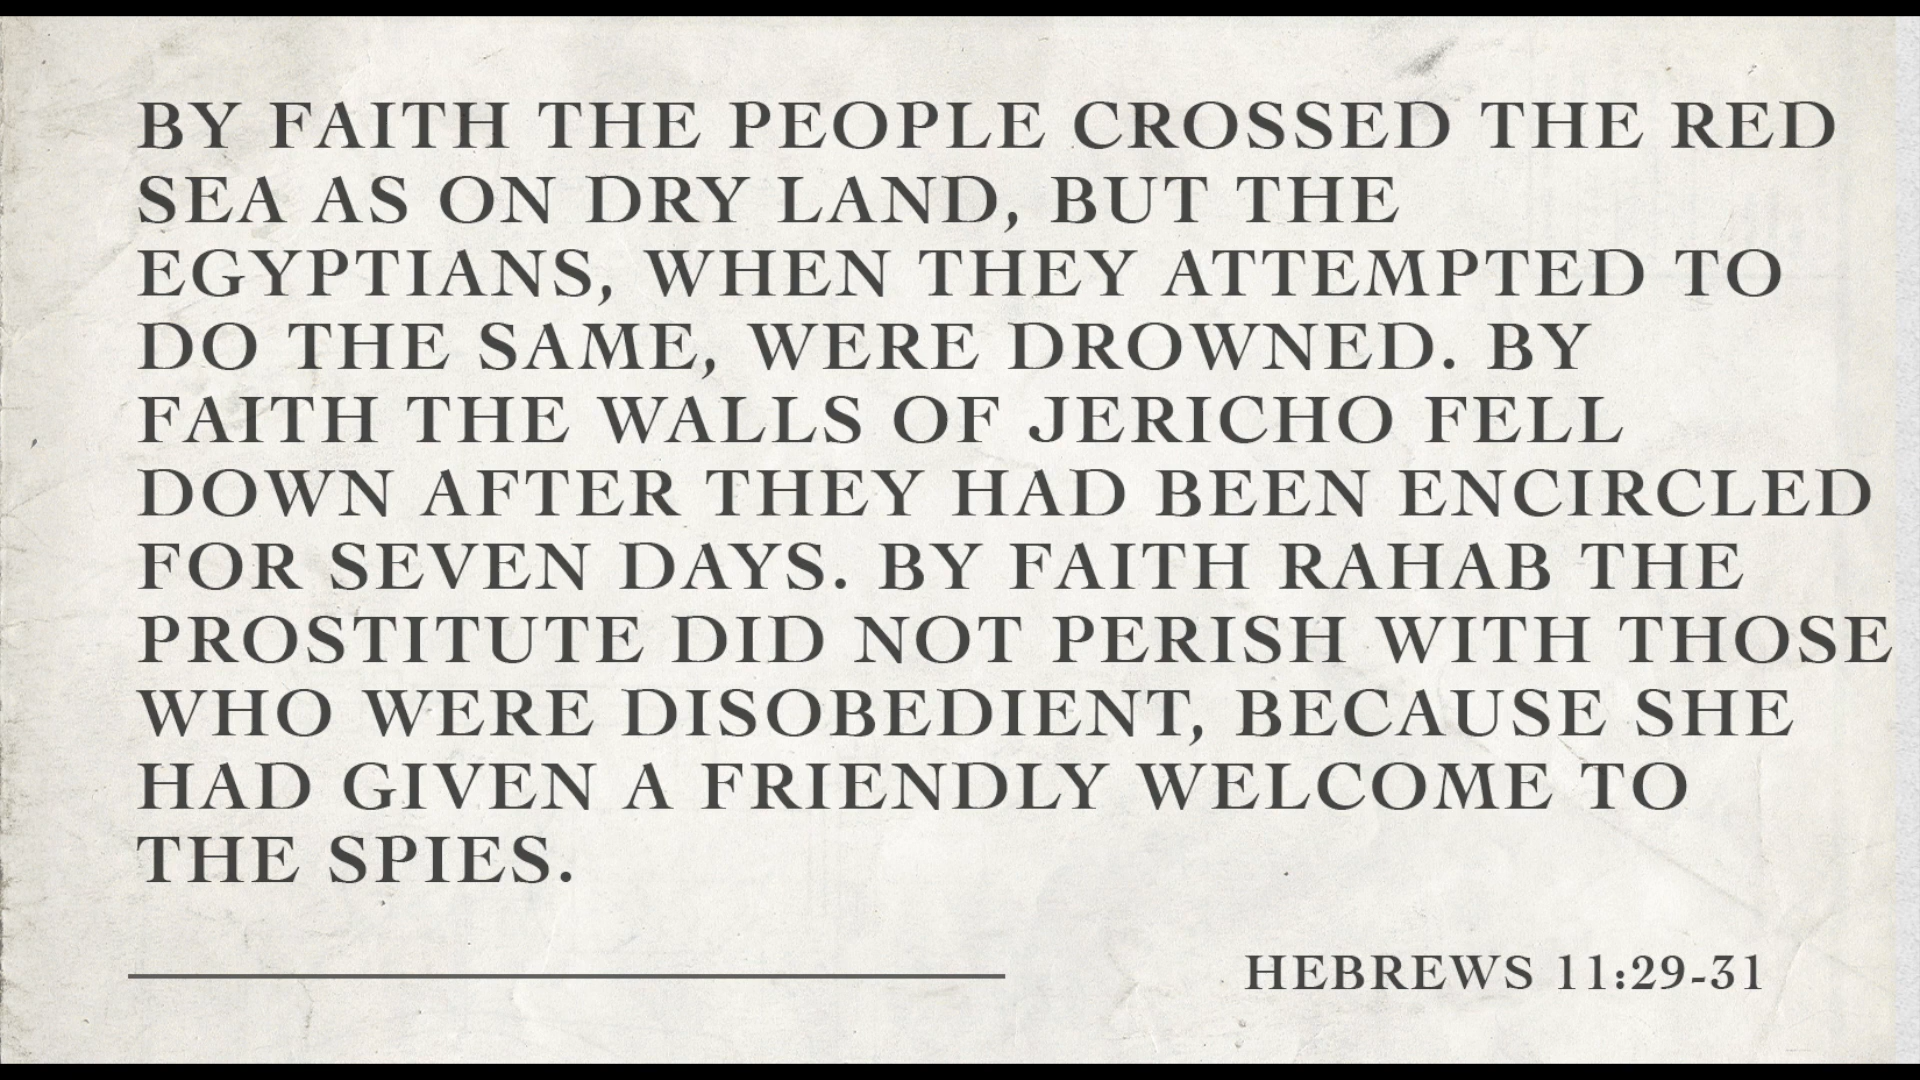 BY FAITH THE PEOPLE CROSSED THE RED
SEA AS ON DRY LAND, BUT THE
EGYPTIANS, WHEN THEY ATTEMPTED TO
DO THE SAME, WERE DROWNED. BY
FAITH THE WALLS OF JERICHO FELL
DOWN AFTER THEY HAD BEEN ENCIRCLED
FOR SEVEN DAYS. BY FAITH RAHAB THE
PROSTITUTE DID NOT PERISH WITH THOSE
WHO WERE DISOBEDIENT, BECAUSE SHE
HAD GIVEN A FRIENDLY WELCOME TO
THE SPIES.
HEBREWS 11:29-31